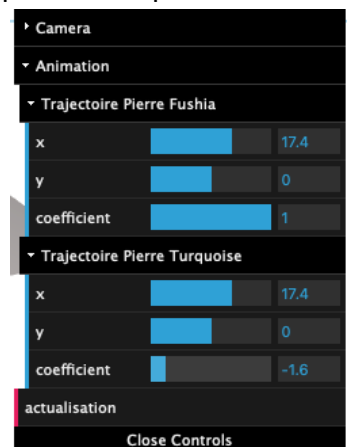 Camera
Animation
Trajectoire Pierre Fushia
x 17.4
y 0
coefficient 1
Trajectoire Pierre Turquoise
x 17.4
y 0
coefficient -1.6
actualisation
Close Controls